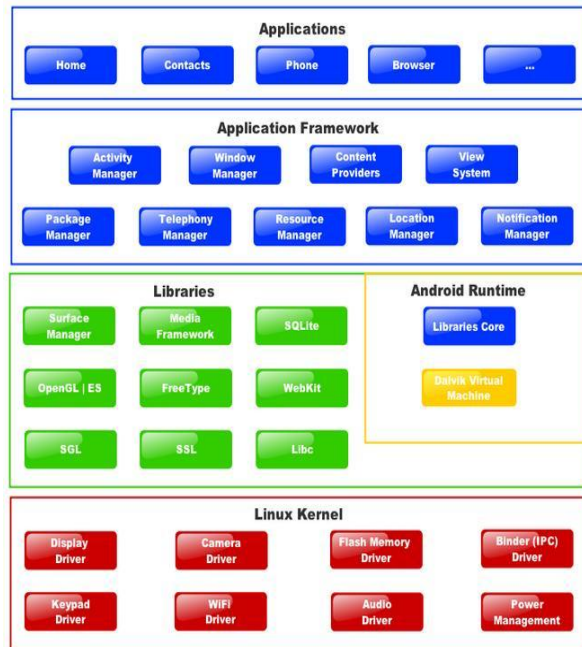 Applications
Home
Contacts
Phone
Browser
...
Application Framework
Activity
Manager
Window
Manager
Content
Providers
View
System
Package
Manager
Telephony
Manager
Resource
Manager
Location
Manager
Notification
Manager
Libraries
Surface
Manager
Media
Framework
SQLite
OpenGL | ES
FreeType
WebKit
SGL
SSL
Libc
Android Runtime
Libraries Core
Dalvik Virtual
Machine
Linux Kernel
Display
Driver
Camera
Driver
Flash Memory
Driver
Binder (IPC)
Driver
Keypad
Driver
WiFi
Driver
Audio
Driver
Power
Management